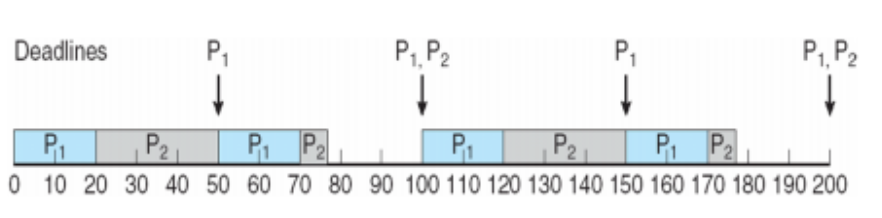 Deadlines P₁ P₁, P₂ P₁ P₁, P₂
P₁ P₂ P₁ P₂ P₁ P₂ P₁ P₂
0 10 20 30 40 50 60 70 80 90 100 110 120 130 140 150 160 170 180 190 200